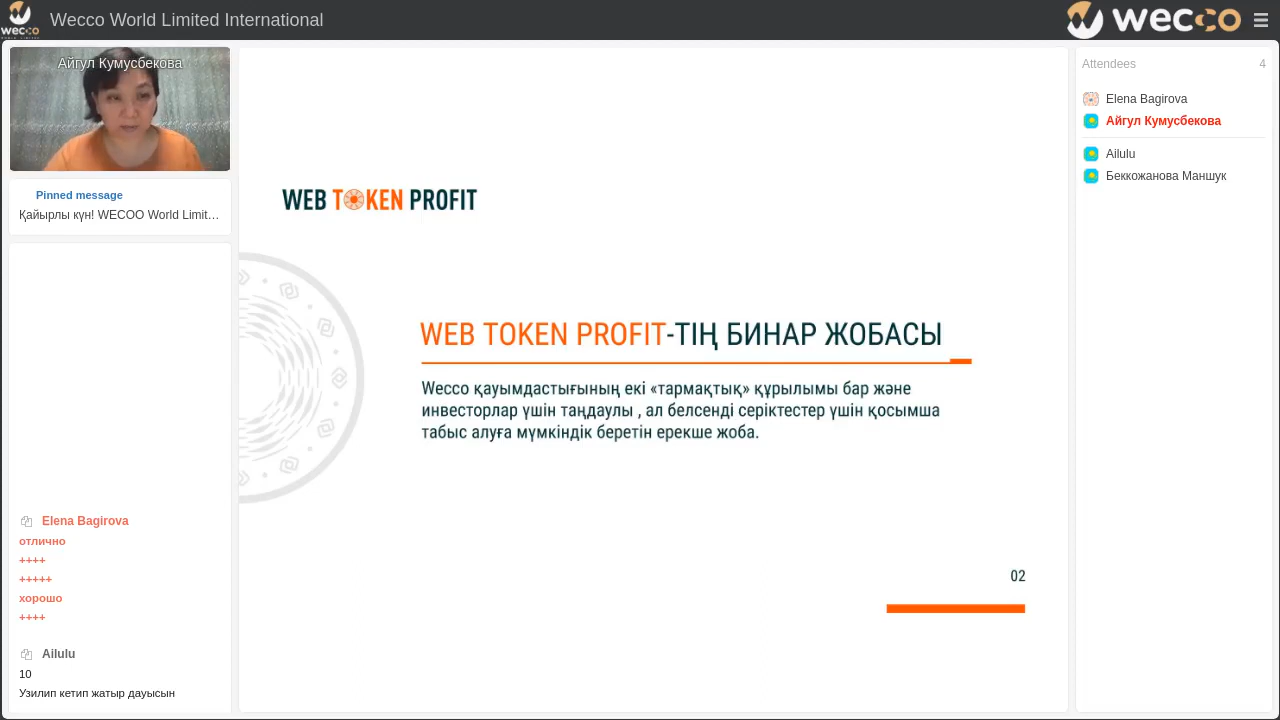 wecco
Wecco World Limited International
wecco
Айгул Кумусбекова
Pinned message
Қайырлы күн! WECOO World Limit…
Elena Bagirova
отлично
++++
+++++
хорошо
++++
Ailulu
10
Узилип кетип жатыр дауысын
WEB TOKEN PROFIT
WEB TOKEN PROFIT-ТІҢ БИНАР ЖОБАСЫ
Wecco қауымдастығының екі «тармақтық» құрылымы бар және
инвесторлар үшін таңдаулы , ал белсенді серіктестер үшін қосымша
табыс алуға мүмкіндік беретін ерекше жоба.
02
Attendees 4
Elena Bagirova
Айгул Кумусбекова
Ailulu
Беккожанова Маншук